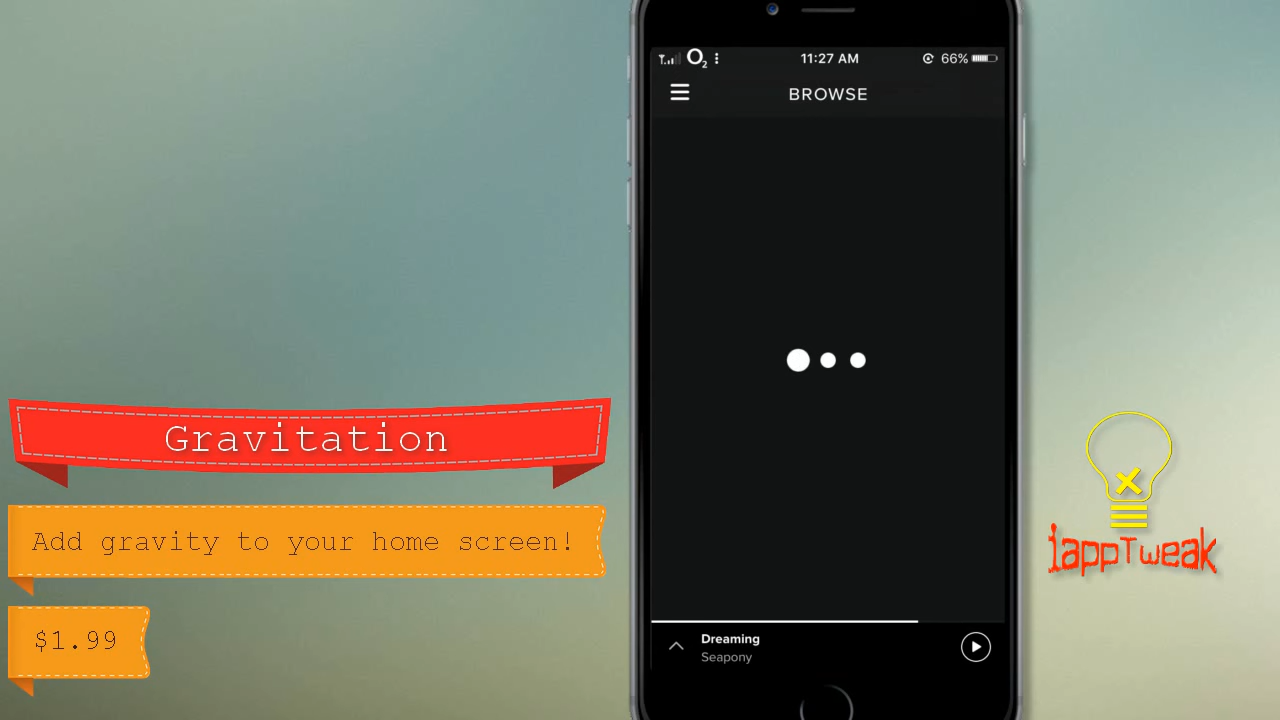 O2
11:27 AM
66%
BROWSE
Gravitation
Add gravity to your home screen!
$1.99
iappTweak
Dreaming
Seapony